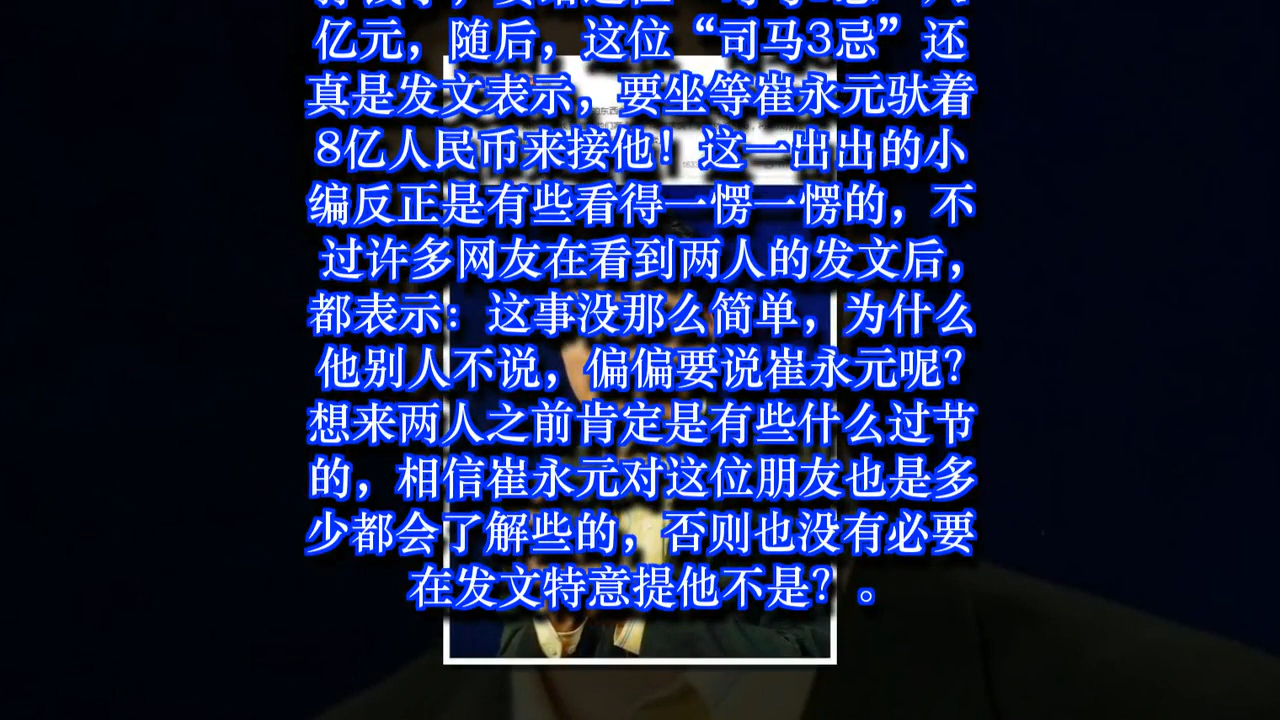 亿元，随后，这位“司马3忌”还
真是发文表示，要坐等崔永元驮着
8亿人民币来接他！这一出出的小
编反正是有些看得一愣一愣的，不
过许多网友在看到两人的发文后，
都表示：这事没那么简单，为什么
他别人不说，偏偏要说崔永元呢？
想来两人之前肯定是有些什么过节
的，相信崔永元对这位朋友也是多
少都会了解些的，否则也没有必要
在发文特意提他不是？。